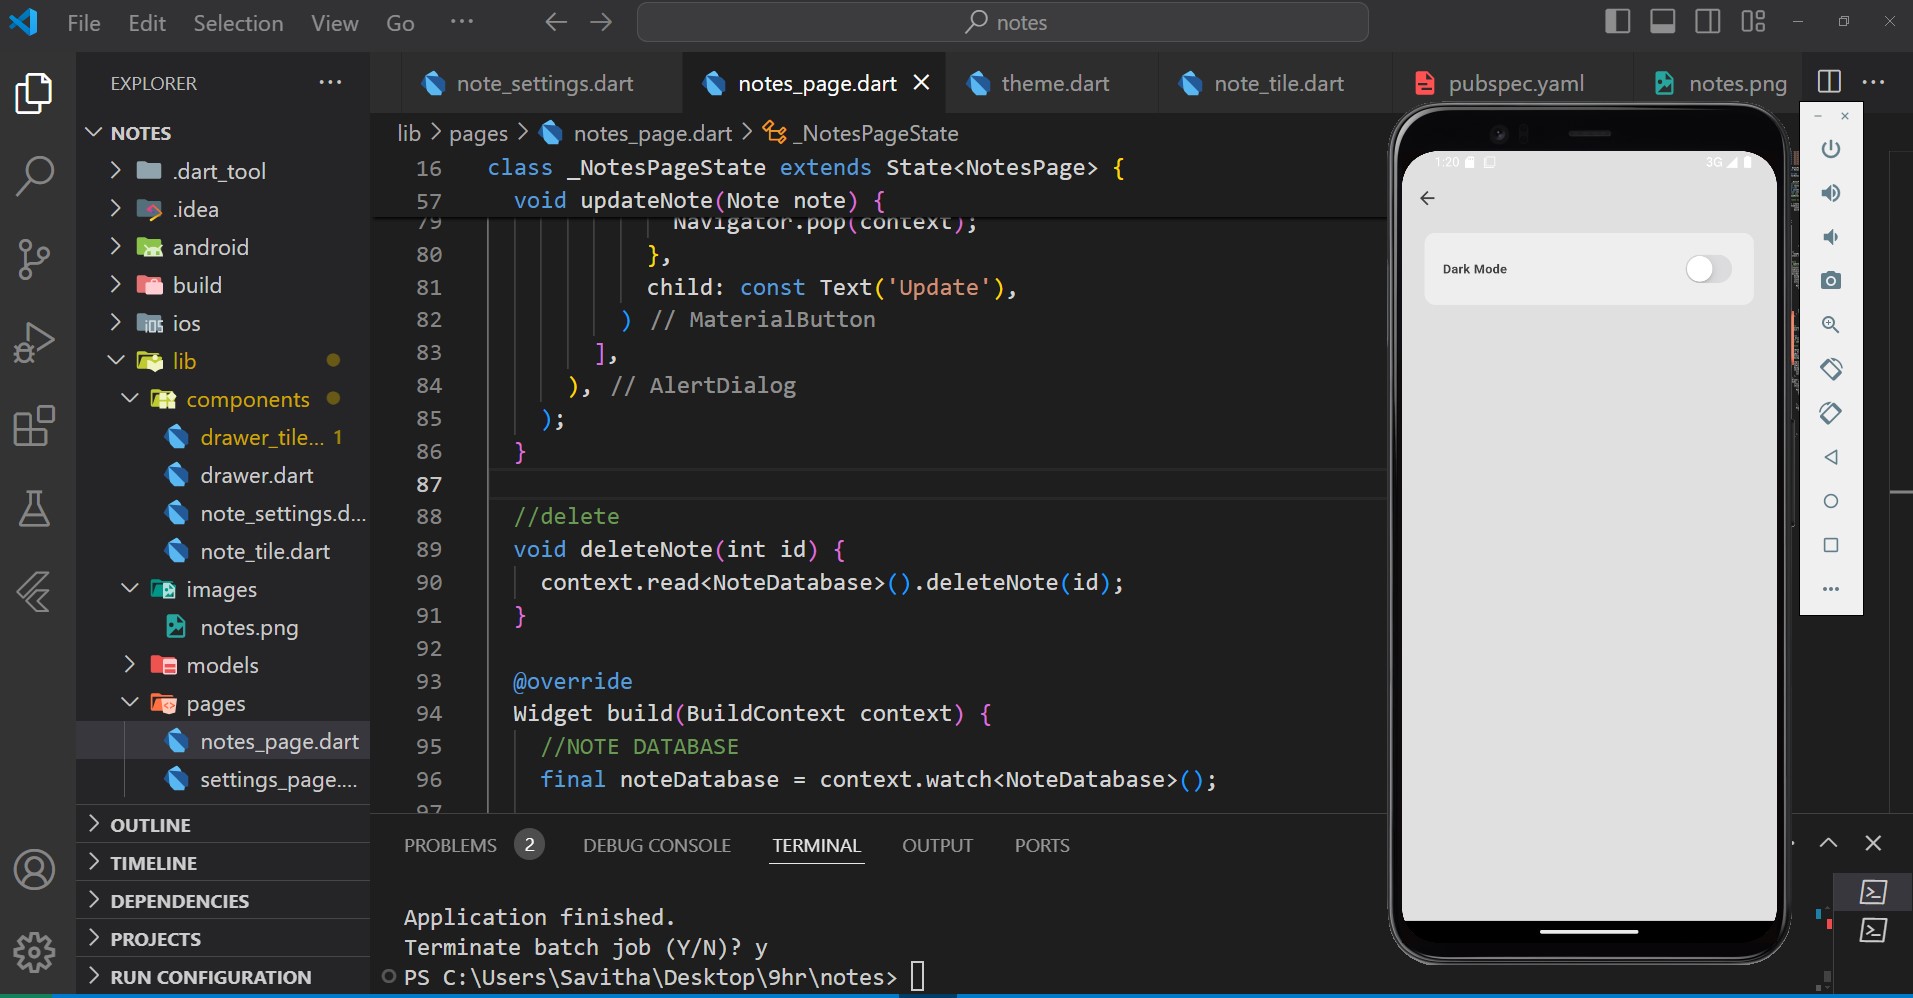 File Edit Selection View Go ··· notes
EXPLORER ···
NOTES
.dart_tool
.idea
android
build
ios
lib
components
drawer_tile... 1
drawer.dart
note_settings.d...
note_tile.dart
images
notes.png
models
pages
notes_page.dart
settings_page....
OUTLINE
TIMELINE
DEPENDENCIES
PROJECTS
RUN CONFIGURATION
note_settings.dart notes_page.dart theme.dart note_tile.dart pubspec.yaml notes.png
lib > pages > notes_page.dart > _NotesPageState
16 class _NotesPageState extends State<NotesPage> {
57 void updateNote(Note note) {
79 Navigator.pop(context);
80 },
81 child: const Text('Update'),
82 ) // MaterialButton
83 ],
84 ), // AlertDialog
85 );
86 }
87
88 //delete
89 void deleteNote(int id) {
90 context.read<NoteDatabase>().deleteNote(id);
91 }
92
93 @override
94 Widget build(BuildContext context) {
95 //NOTE DATABASE
96 final noteDatabase = context.watch<NoteDatabase>();
97
PROBLEMS 2 DEBUG CONSOLE TERMINAL OUTPUT PORTS
Application finished.
Terminate batch job (Y/N)? y
PS C:\Users\Savitha\Desktop\9hr\notes>
1:20 3G
Dark Mode